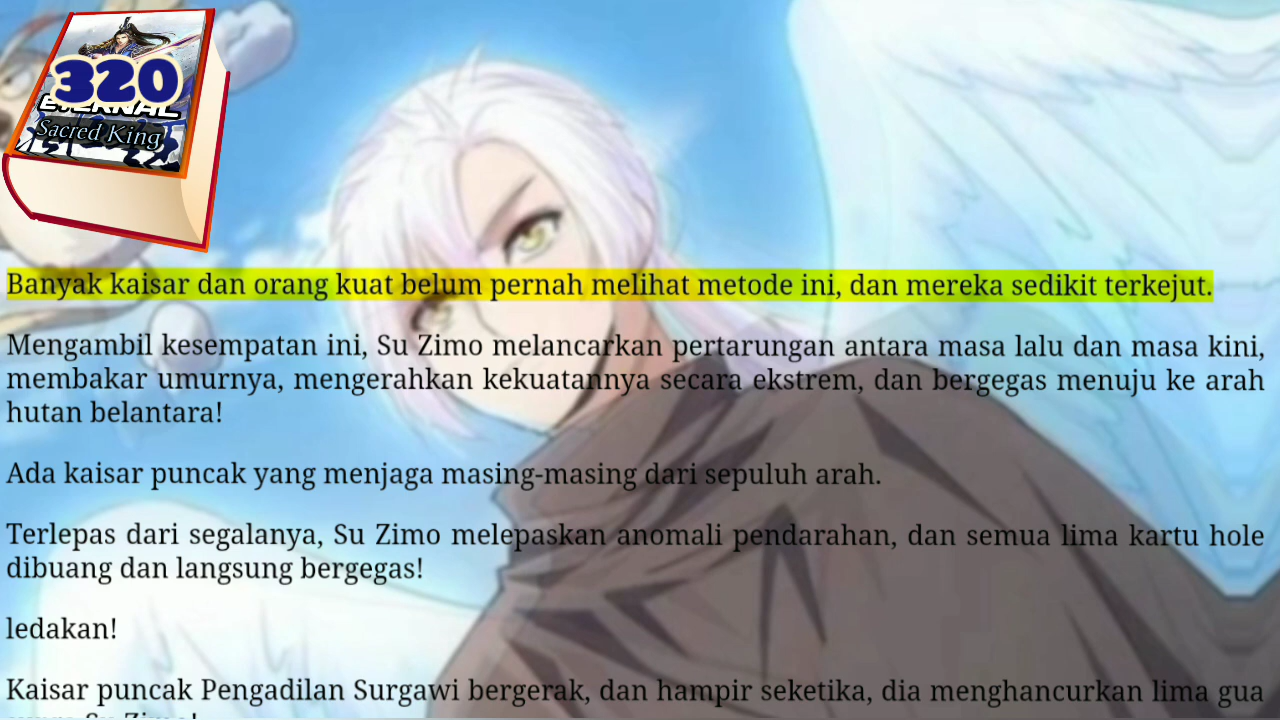 320
ETERNAL
Sacred King
Banyak kaisar dan orang kuat belum pernah melihat metode ini, dan mereka sedikit terkejut.
Mengambil kesempatan ini, Su Zimo melancarkan pertarungan antara masa lalu dan masa kini,
membakar umurnya, mengerahkan kekuatannya secara ekstrem, dan bergegas menuju ke arah
hutan belantara!
Ada kaisar puncak yang menjaga masing-masing dari sepuluh arah.
Terlepas dari segalanya, Su Zimo melepaskan anomali pendarahan, dan semua lima kartu hole
dibuang dan langsung bergegas!
ledakan!
Kaisar puncak Pengadilan Surgawi bergerak, dan hampir seketika, dia menghancurkan lima gua
Su Zimo!